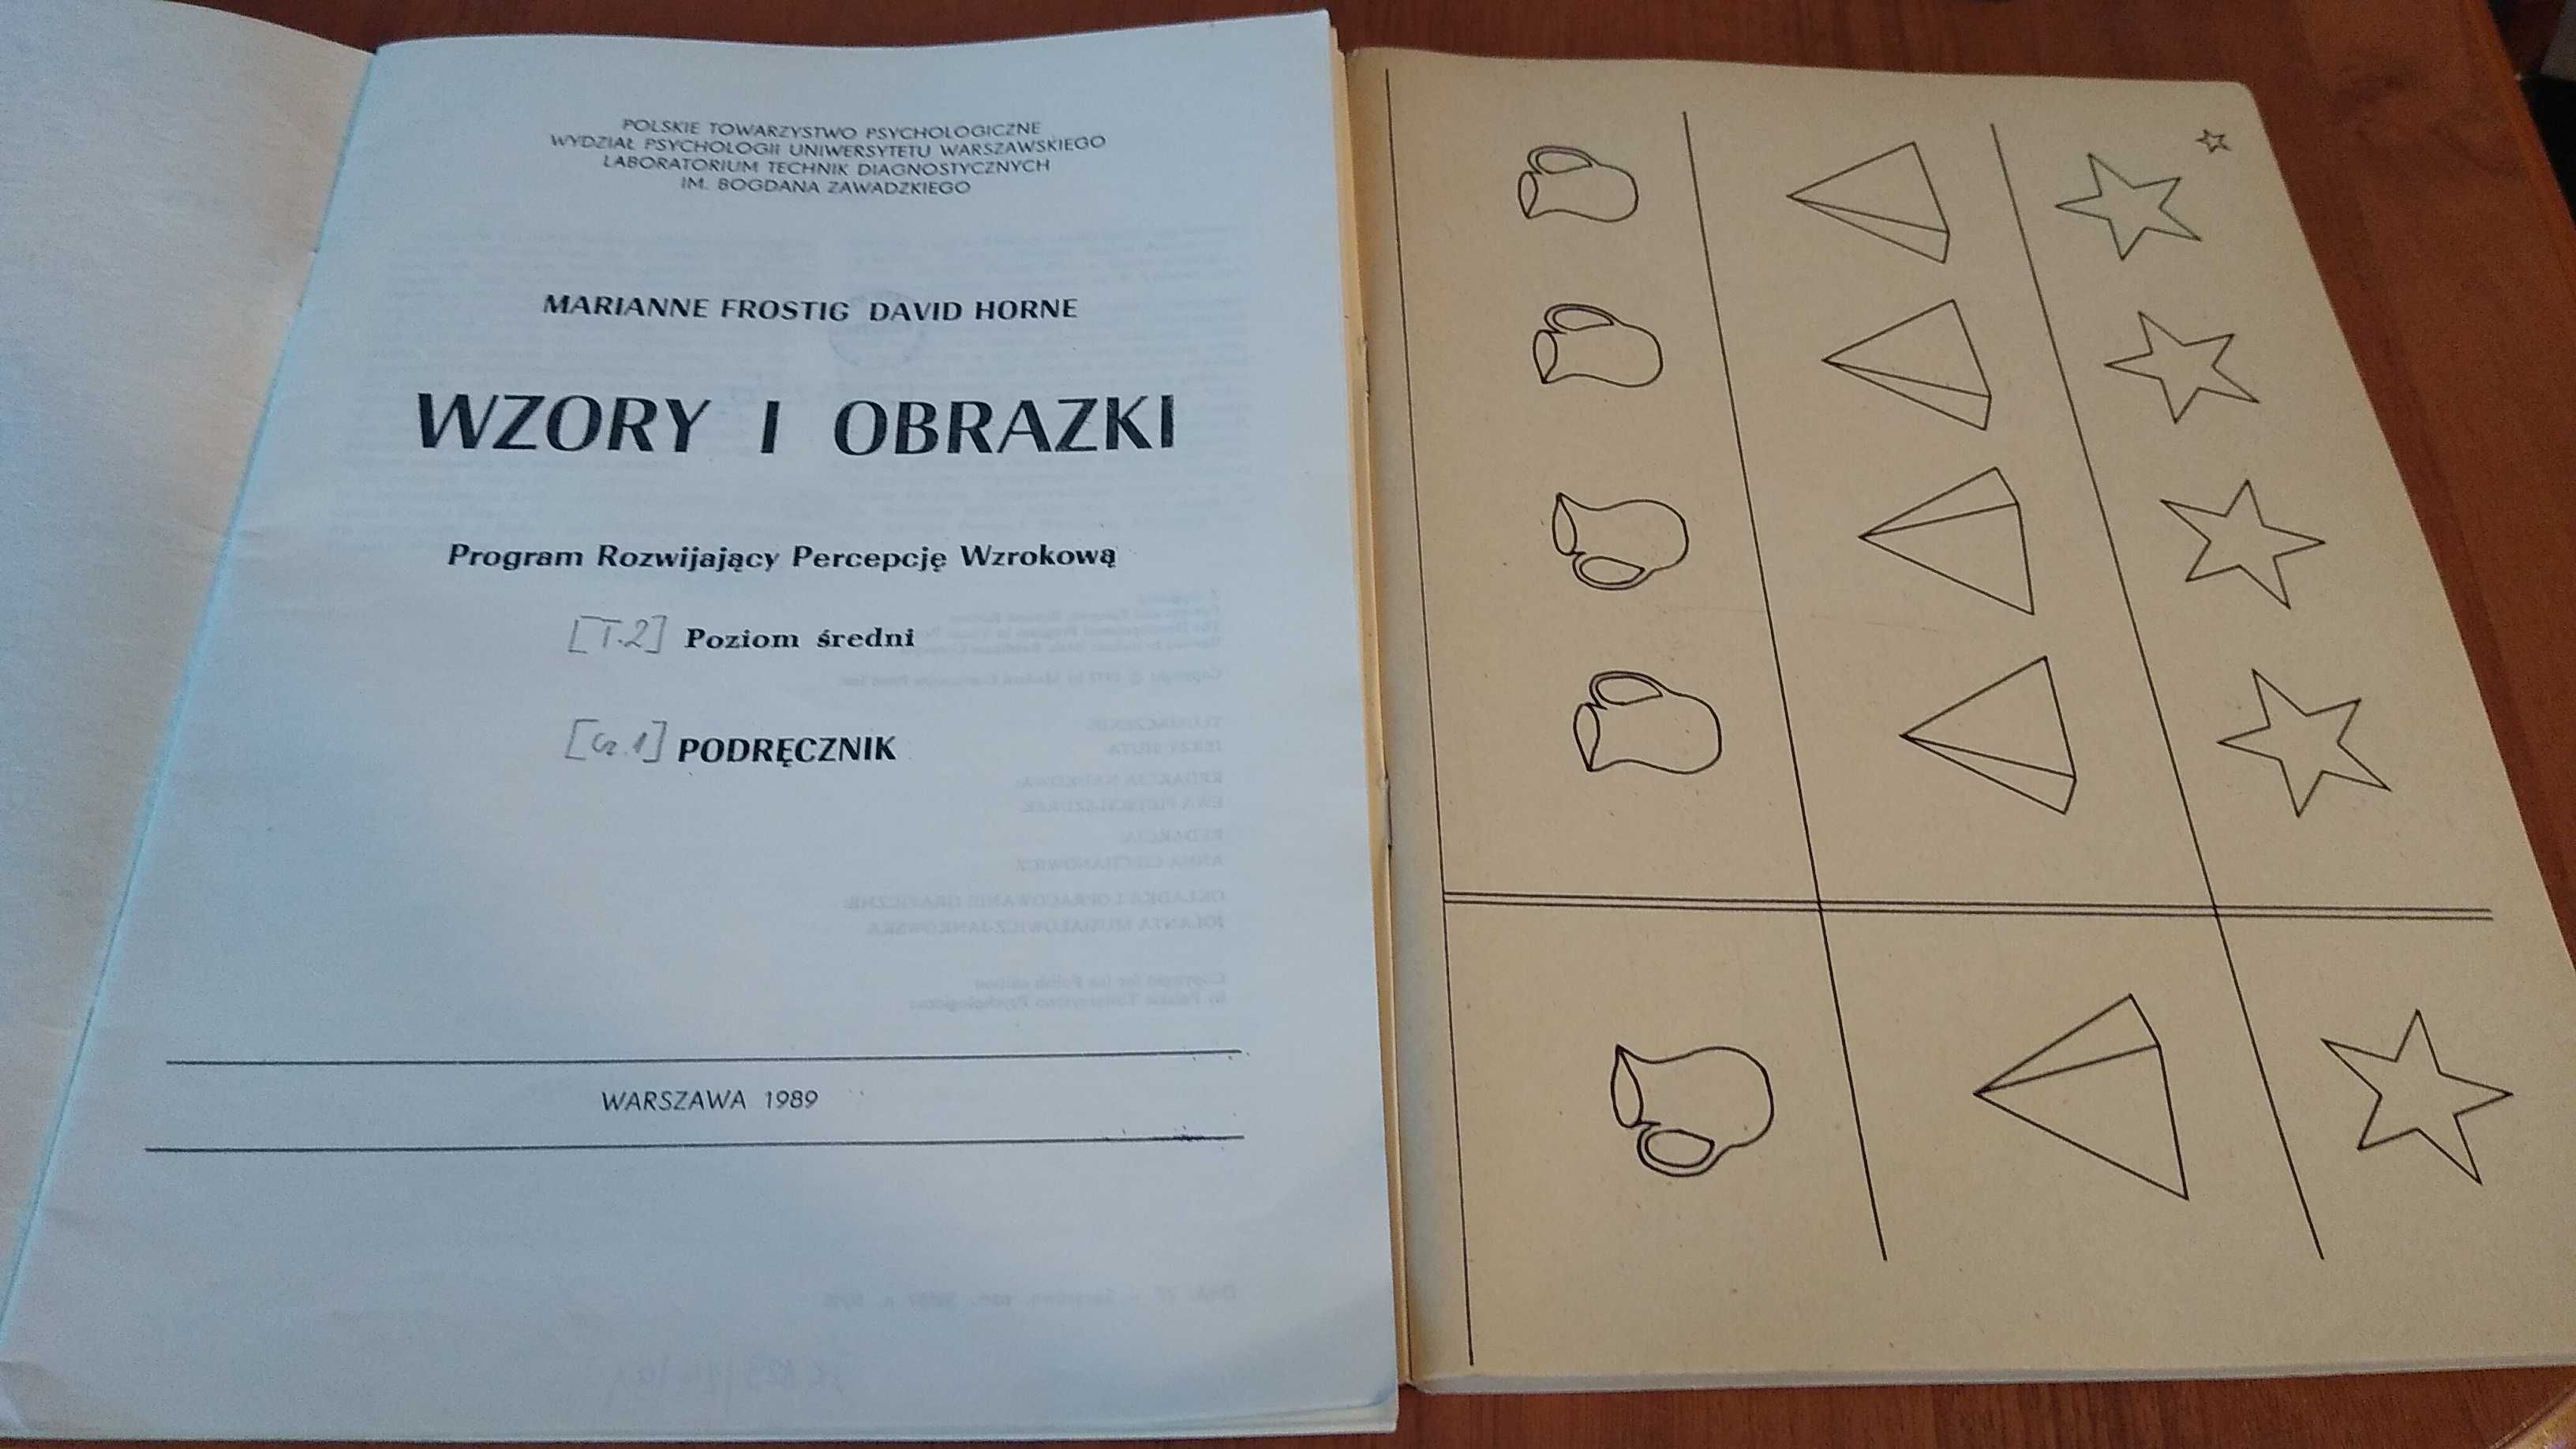 POLSKIE TOWARZYSTWO PSYCHOLOGICZNE
WYDZIAŁ PSYCHOLOGII UNIWERSYTETU WARSZAWSKIEGO
LABORATORIUM TECHNIK DIAGNOSTYCZNYCH
IM. BOGDANA ZAWADZKIEGO
MARIANNE FROSTIG DAVID HORNE
WZORY I OBRAZKI
Program Rozwijający Percepcję Wzrokową
[T.2] Poziom średni
[Cz.1] PODRĘCZNIK
WARSZAWA 1989